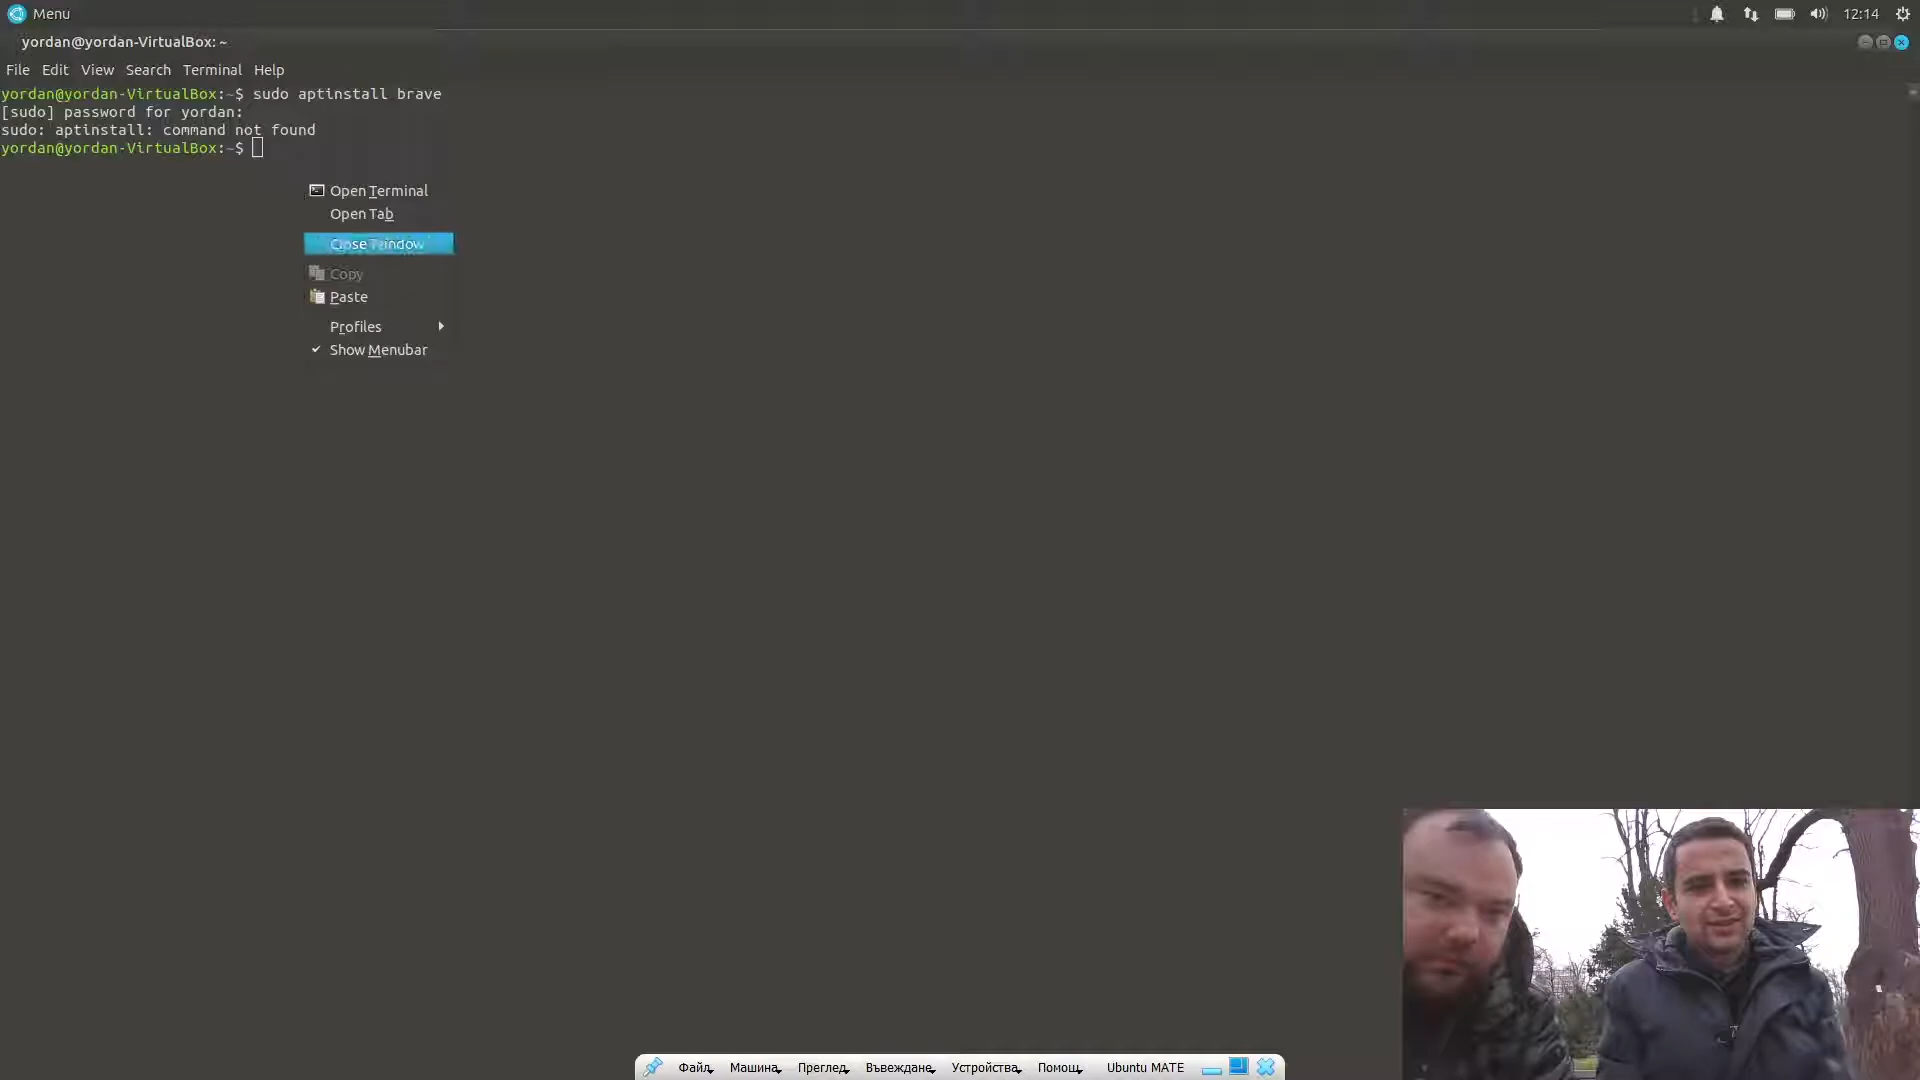 Menu
12:14
yordan@yordan-VirtualBox: ~
File Edit View Search Terminal Help
yordan@yordan-VirtualBox:~$ sudo aptinstall brave
[sudo] password for yordan:
sudo: aptinstall: command not found
yordan@yordan-VirtualBox:~$
Open Terminal
Open Tab
Close Window
Copy
Paste
Profiles
Show Menubar
Файл Машина Преглед Въвеждане Устройства Помощ Ubuntu MATE